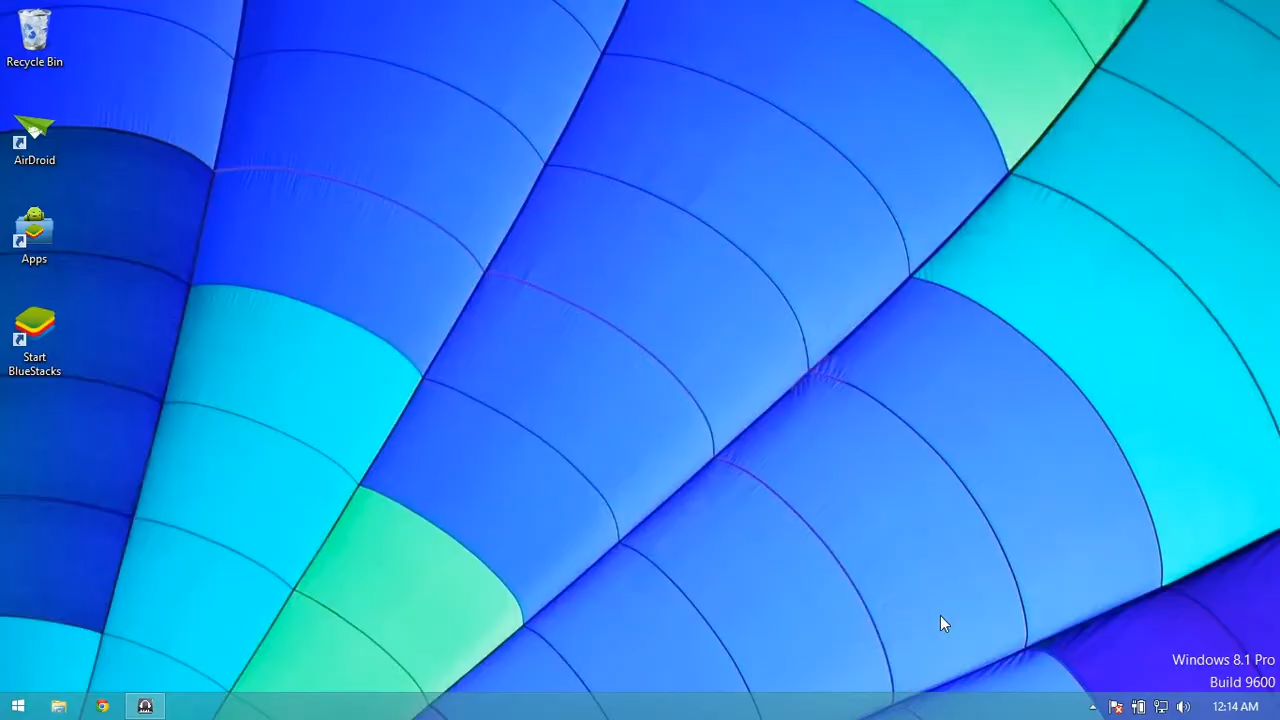 Recycle Bin
AirDroid
Apps
Start
BlueStacks
Windows 8.1 Pro
Build 9600
12:14 AM